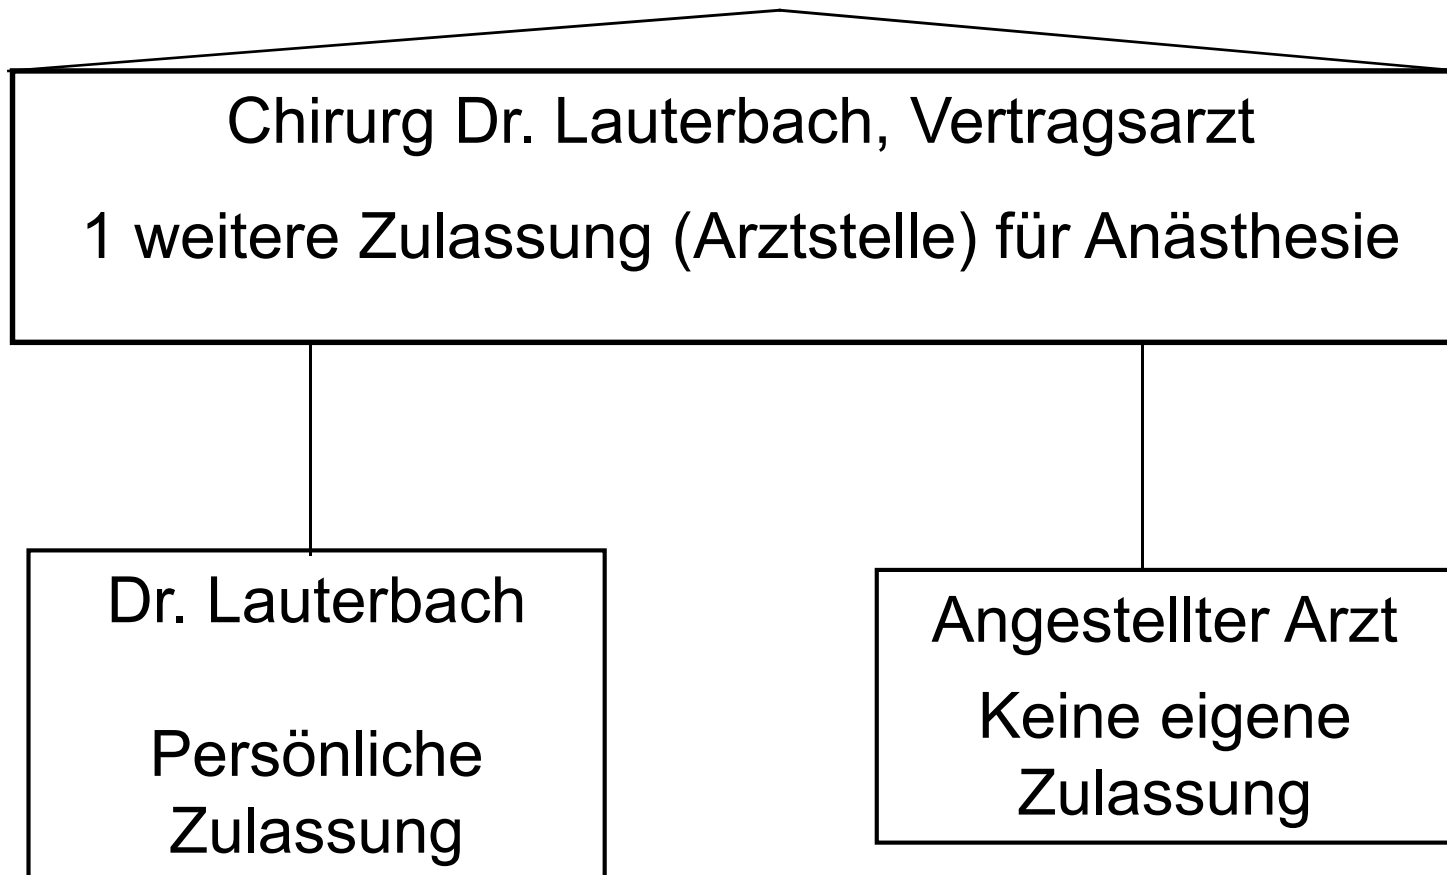 Chirurg Dr. Lauterbach, Vertragsarzt
1 weitere Zulassung (Arztstelle) für Anästhesie
Dr. Lauterbach
Persönliche
Zulassung
Angestellter Arzt
Keine eigene
Zulassung